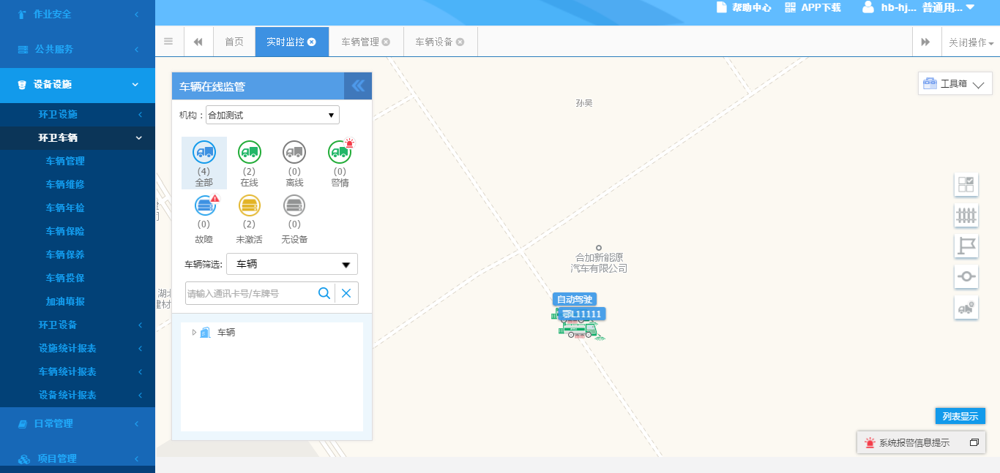 帮助中心 APP下载 hb-hj... 普通用...
作业安全
公共服务
设备设施
环卫设施
环卫车辆
车辆管理
车辆维修
车辆年检
车辆保险
车辆保养
车辆投保
加油填报
环卫设备
设施统计报表
车辆统计报表
设备统计报表
日常管理
项目管理
首页 实时监控 车辆管理 车辆设备 关闭操作
车辆在线监管
机构： 合加测试
(4) (2) (0) (0)
全部 在线 离线 警情
(0) (2) (0)
故障 未激活 无设备
车辆筛选: 车辆
请输入通讯卡号/车牌号
车辆
工具箱
孙吴
合加新能源
汽车有限公司
自动驾驶
鄂L11111
湖北
建材
列表显示
系统报警信息提示